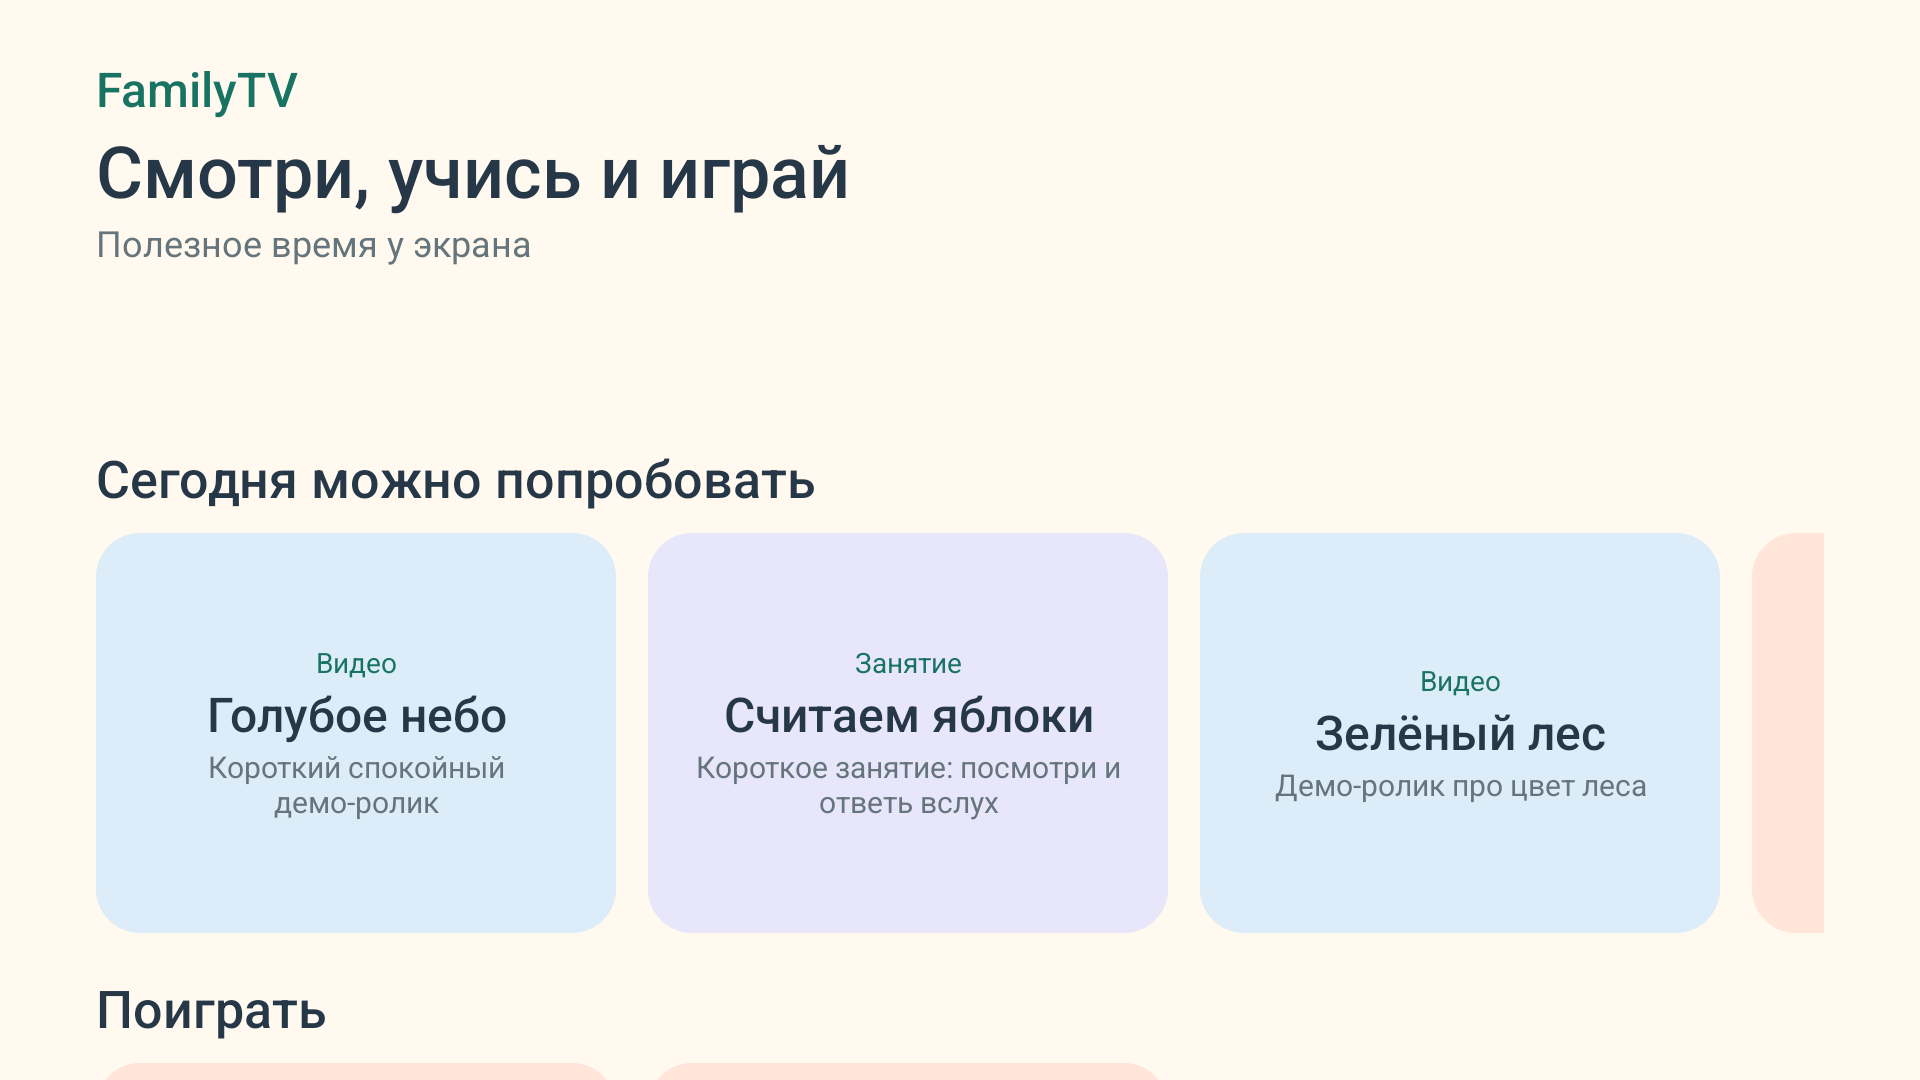 FamilyTV
Смотри, учись и играй
Полезное время у экрана
Сегодня можно попробовать
Видео
Голубое небо
Короткий спокойный
демо-ролик
Занятие
Считаем яблоки
Короткое занятие: посмотри и
ответь вслух
Видео
Зелёный лес
Демо-ролик про цвет леса
Поиграть